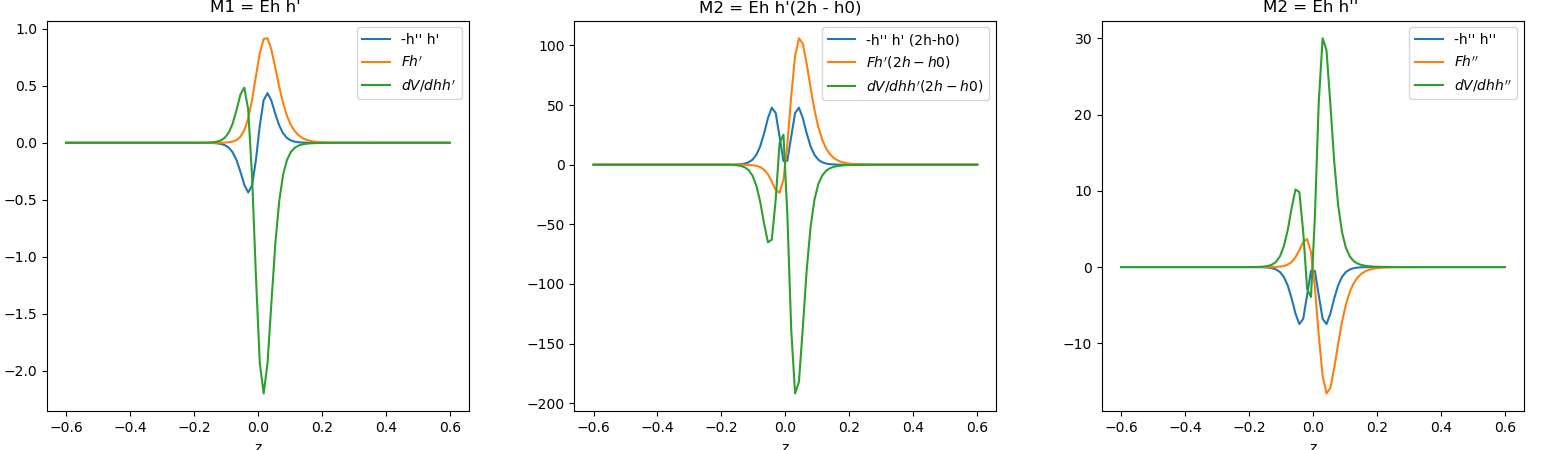 M1 = Eh h'
1.0
0.5
0.0
−0.5
−1.0
−1.5
−2.0
−0.6 −0.4 −0.2 0.0 0.2 0.4 0.6
z
-h'' h'
Fh′
dV/dhh′
M2 = Eh h'(2h - h0)
100
50
0
−50
−100
−150
−200
−0.6 −0.4 −0.2 0.0 0.2 0.4 0.6
z
-h'' h' (2h-h0)
Fh′(2h − h0)
dV/dhh′(2h − h0)
M2 = Eh h''
30
20
10
0
−10
−0.6 −0.4 −0.2 0.0 0.2 0.4 0.6
z
-h'' h''
Fh″
dV/dhh″